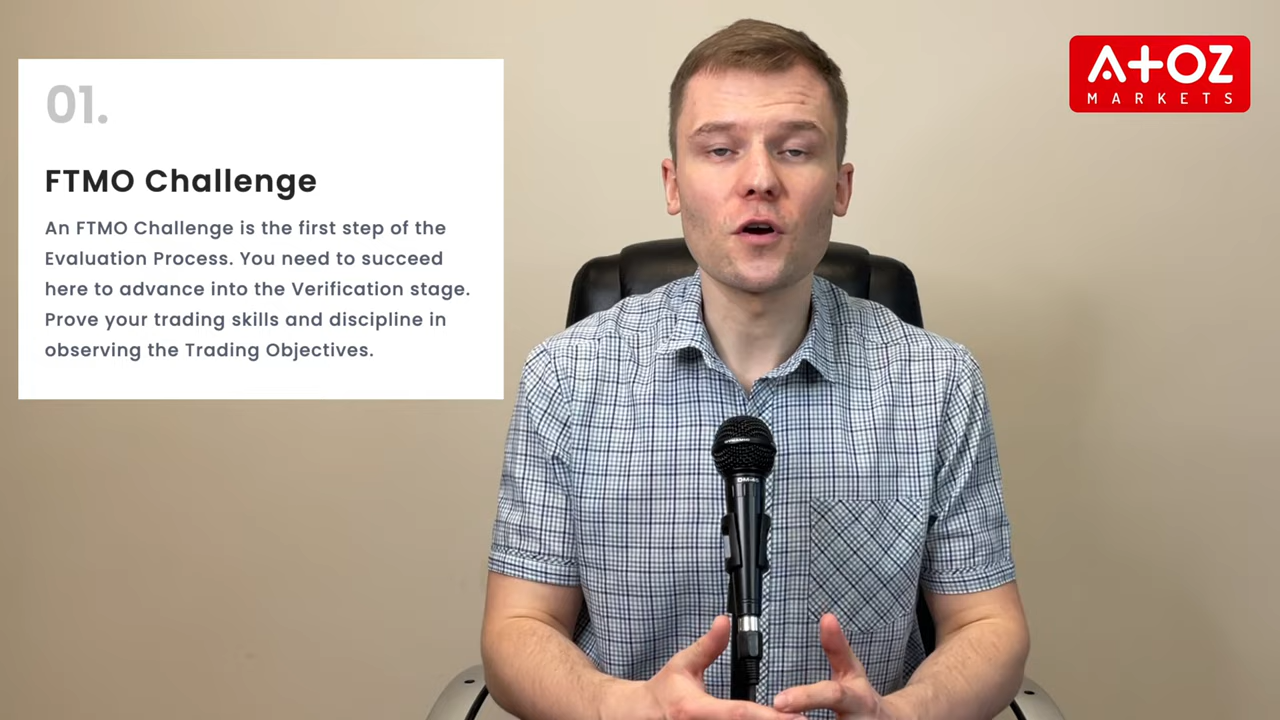 01.
FTMO Challenge
An FTMO Challenge is the first step of the
Evaluation Process. You need to succeed
here to advance into the Verification stage.
Prove your trading skills and discipline in
observing the Trading Objectives.
A+OZ
MARKETS
DYNAMIC